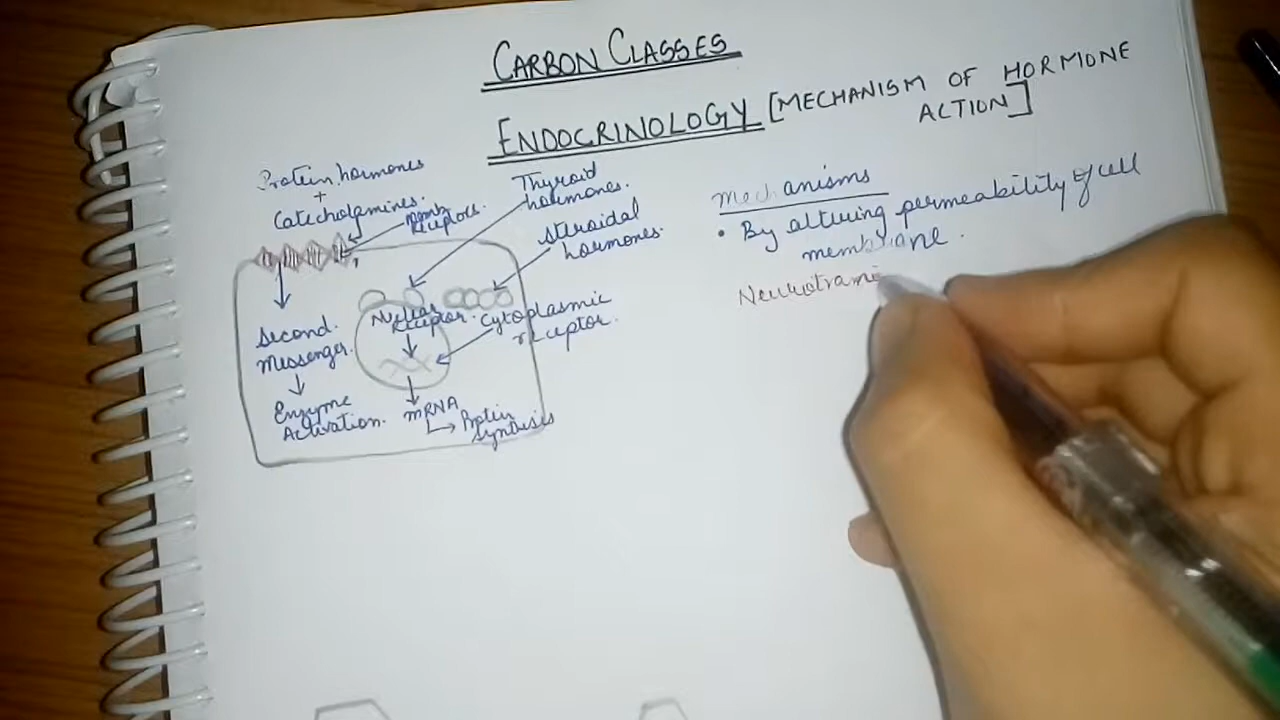 CARBON CLASSES
ENDOCRINOLOGY [MECHANISM OF HORMONE
ACTION]
Protein hormones
+
Catecholamines.
Memb
receptors.
Thyroid
hormones.
steroidal
hormones.
Second
Messenger.
Enzyme
Activation.
Nuclear
receptor.
Cytoplasmic
receptor.
mRNA
Protein
Synthesis
Mechanisms
• By altering permeability of cell
membrane.
Neurotrami